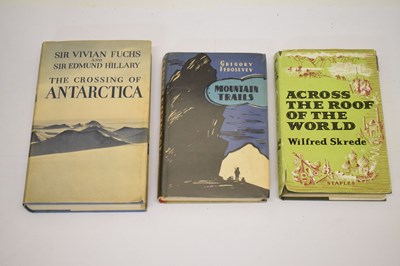 SIR VIVIAN FUCHS
AND
SIR EDMUND HILLARY
THE CROSSING OF
ANTARCTICA
GREGORY
FEDOSEYEV
MOUNTAIN
TRAILS
ACROSS
THE ROOF
OF THE
WORLD
Wilfred Skrede
STAPLES